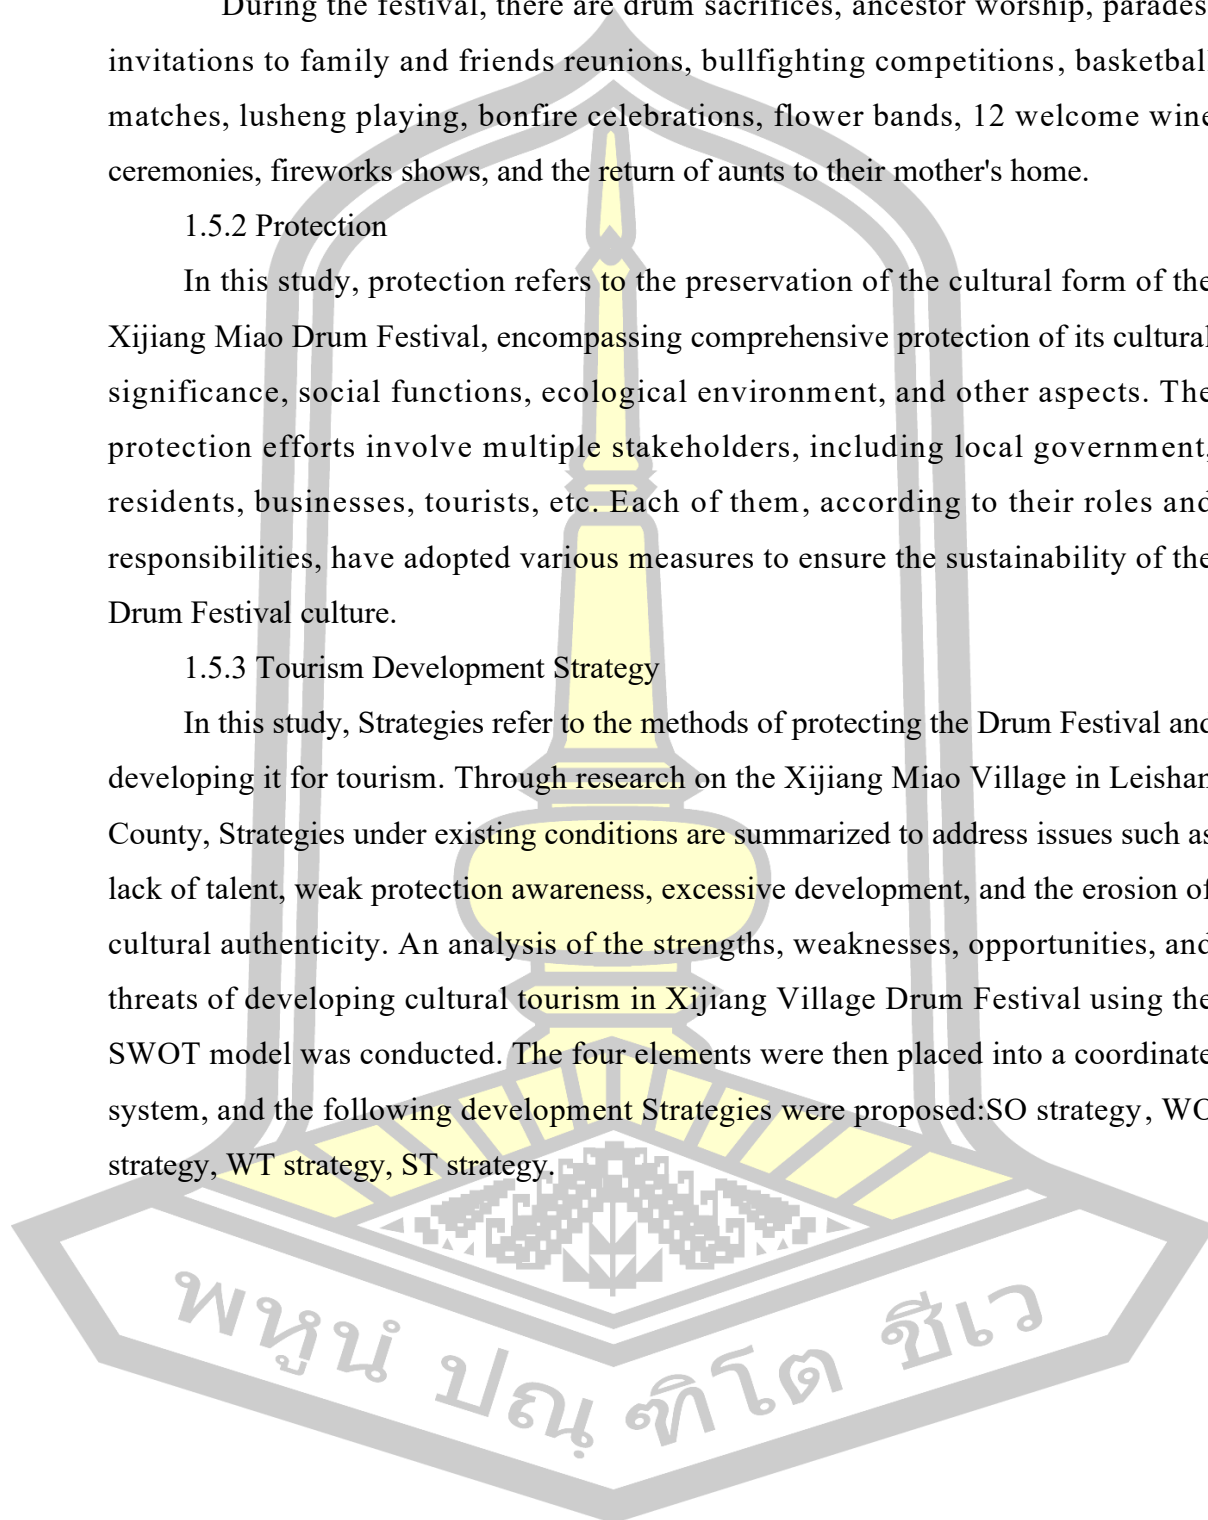 During the festival, there are drum sacrifices, ancestor worship, parades
invitations to family and friends reunions, bullfighting competitions, basketball
matches, lusheng playing, bonfire celebrations, flower bands, 12 welcome wine
ceremonies, fireworks shows, and the return of aunts to their mother's home.
1.5.2 Protection
In this study, protection refers to the preservation of the cultural form of the
Xijiang Miao Drum Festival, encompassing comprehensive protection of its cultural
significance, social functions, ecological environment, and other aspects. The
protection efforts involve multiple stakeholders, including local government,
residents, businesses, tourists, etc. Each of them, according to their roles and
responsibilities, have adopted various measures to ensure the sustainability of the
Drum Festival culture.
1.5.3 Tourism Development Strategy
In this study, Strategies refer to the methods of protecting the Drum Festival and
developing it for tourism. Through research on the Xijiang Miao Village in Leishan
County, Strategies under existing conditions are summarized to address issues such as
lack of talent, weak protection awareness, excessive development, and the erosion of
cultural authenticity. An analysis of the strengths, weaknesses, opportunities, and
threats of developing cultural tourism in Xijiang Village Drum Festival using the
SWOT model was conducted. The four elements were then placed into a coordinate
system, and the following development Strategies were proposed:SO strategy, WO
strategy, WT strategy, ST strategy.
พหูนํ ปณฺ ฑิโต ชีเว